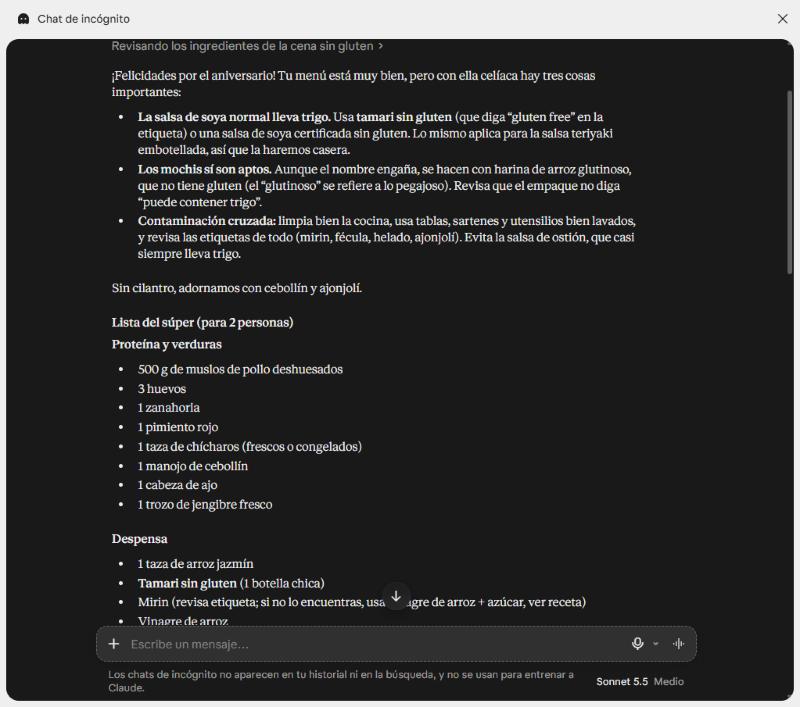 Chat de incógnito
Revisando los ingredientes de la cena sin gluten
¡Felicidades por el aniversario! Tu menú está muy bien, pero con ella celíaca hay tres cosas
importantes:
• La salsa de soya normal lleva trigo. Usa tamari sin gluten (que diga “gluten free” en la
etiqueta) o una salsa de soya certificada sin gluten. Lo mismo aplica para la salsa teriyaki
embotellada, así que la haremos casera.
• Los mochis sí son aptos. Aunque el nombre engaña, se hacen con harina de arroz glutinoso,
que no tiene gluten (el “glutinoso” se refiere a lo pegajoso). Revisa que el empaque no diga
“puede contener trigo”.
• Contaminación cruzada: limpia bien la cocina, usa tablas, sartenes y utensilios bien lavados,
y revisa las etiquetas de todo (mirin, fécula, helado, ajonjolí). Evita la salsa de ostión, que casi
siempre lleva trigo.
Sin cilantro, adornamos con cebollín y ajonjolí.
Lista del súper (para 2 personas)
Proteína y verduras
• 500 g de muslos de pollo deshuesados
• 3 huevos
• 1 zanahoria
• 1 pimiento rojo
• 1 taza de chícharos (frescos o congelados)
• 1 manojo de cebollín
• 1 cabeza de ajo
• 1 trozo de jengibre fresco
Despensa
• 1 taza de arroz jazmín
• Tamari sin gluten (1 botella chica)
• Mirin (revisa etiqueta; si no lo encuentras, usa de arroz + azúcar, ver receta)
• Vinagre de arroz
Escribe un mensaje...
Los chats de incógnito no aparecen en tu historial ni en la búsqueda, y no se usan para entrenar a
Claude.
Sonnet 5.5 Medio